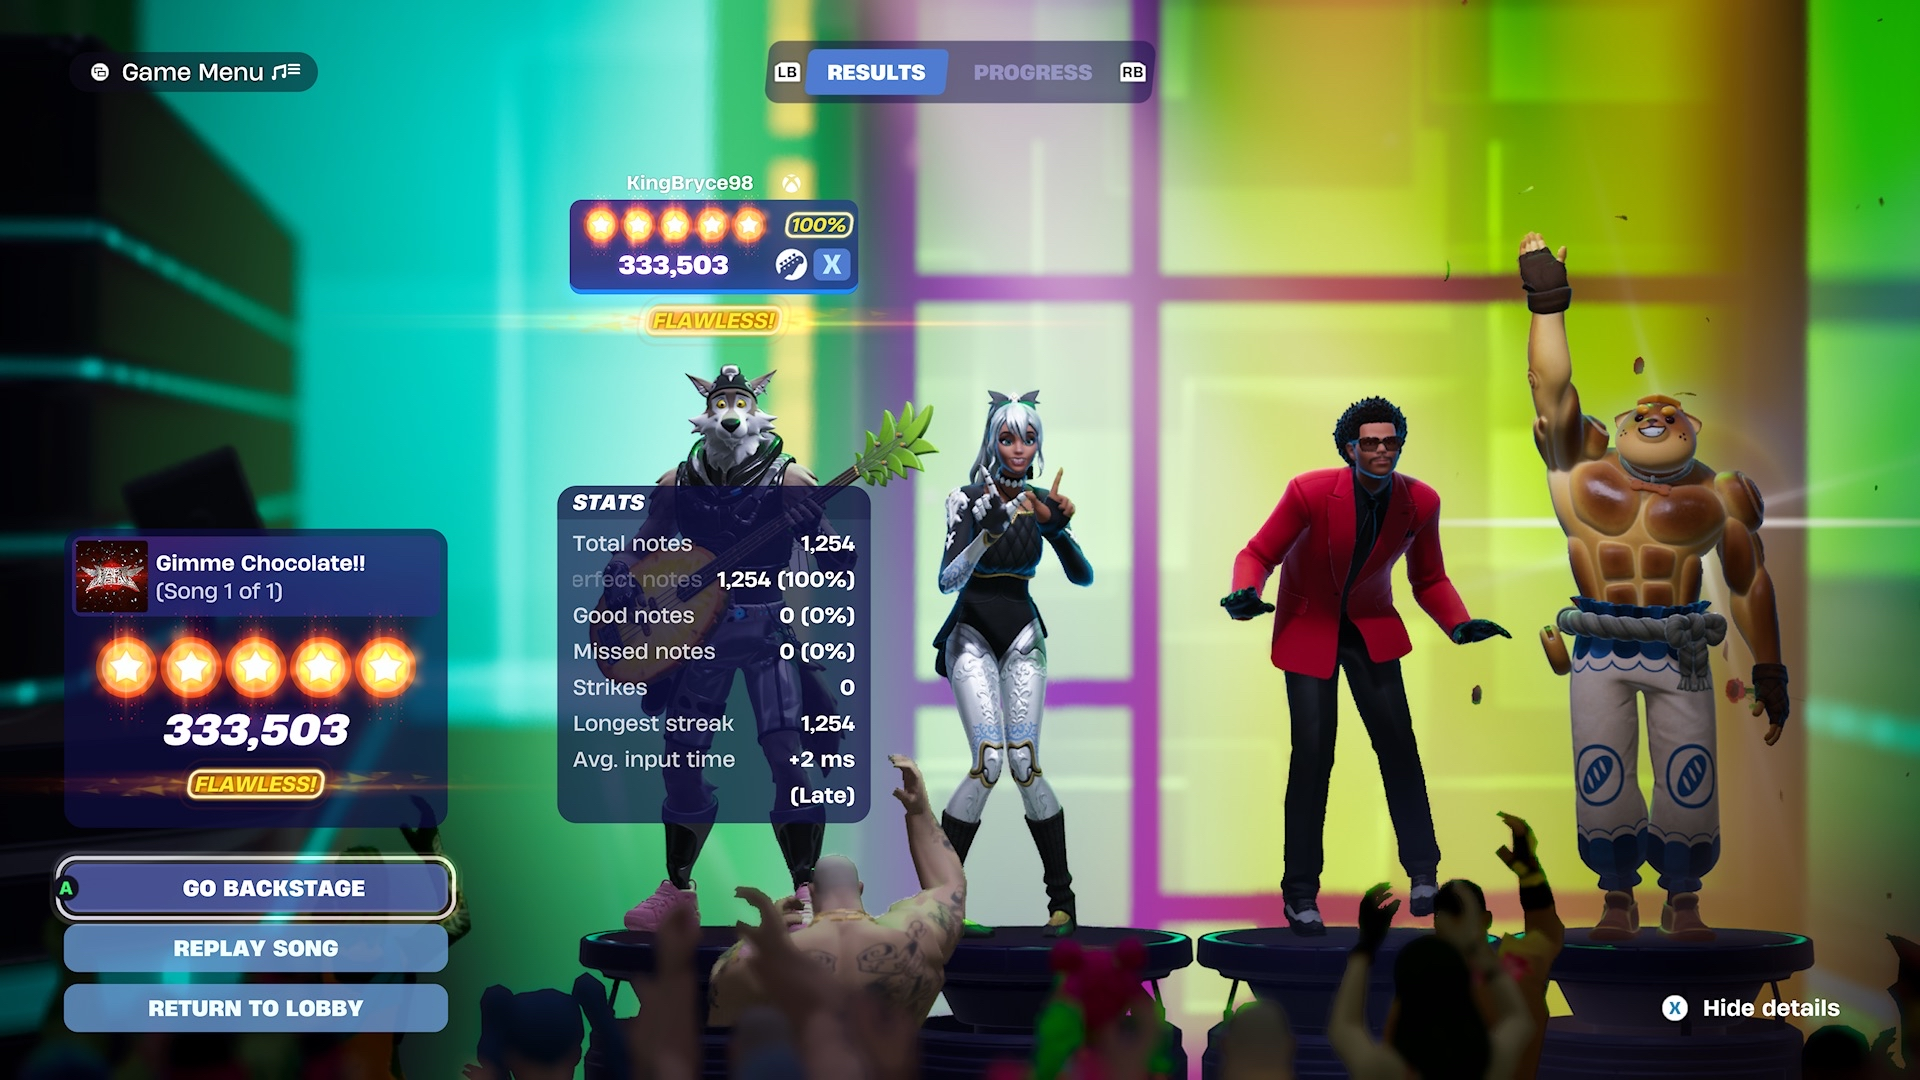 Game Menu
LB RESULTS PROGRESS RB
KingBryce98
100%
333,503
X
FLAWLESS!
STATS
Total notes 1,254
erfect notes 1,254 (100%)
Good notes 0 (0%)
Missed notes 0 (0%)
Strikes 0
Longest streak 1,254
Avg. input time +2 ms
(Late)
Gimme Chocolate!!
(Song 1 of 1)
333,503
FLAWLESS!
A GO BACKSTAGE
REPLAY SONG
RETURN TO LOBBY
X Hide details